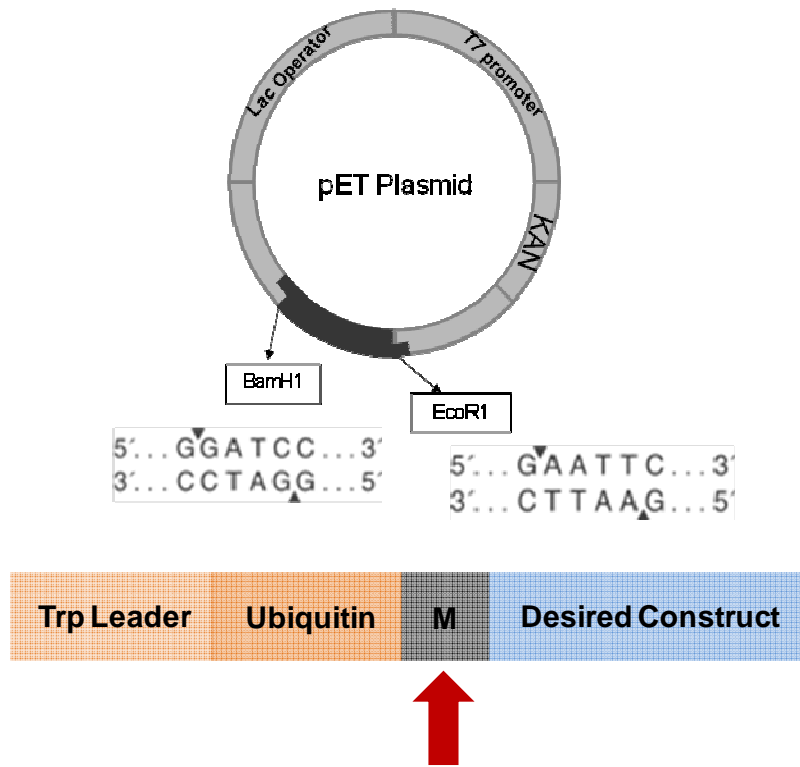 Lac Operator
T7 promoter
pET Plasmid
KAN
BamH1
EcoR1
5′... GGATCC... 3′
3′... CCTAGG... 5′
5′... GAATTC... 3′
3′... CTTAAG... 5′
Trp Leader
Ubiquitin
M
Desired Construct